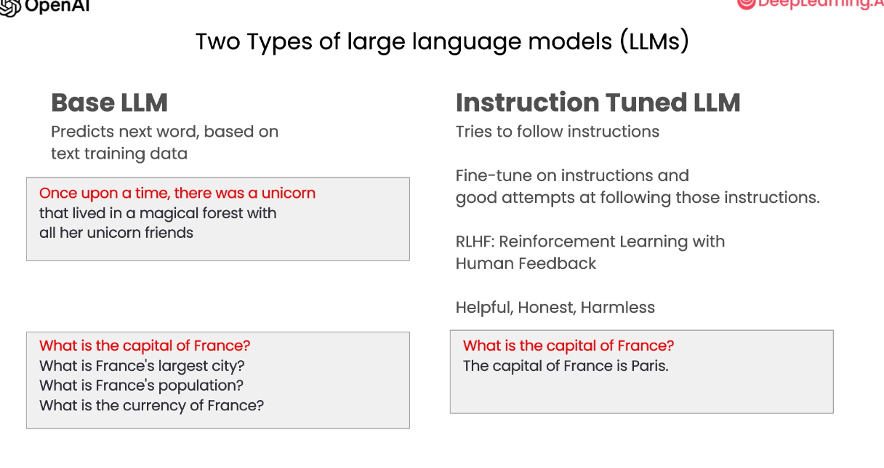 OpenAI
DeepLearning.A
Two Types of large language models (LLMs)
Base LLM
Predicts next word, based on
text training data
Once upon a time, there was a unicorn
that lived in a magical forest with
all her unicorn friends
What is the capital of France?
What is France's largest city?
What is France's population?
What is the currency of France?
Instruction Tuned LLM
Tries to follow instructions
Fine-tune on instructions and
good attempts at following those instructions.
RLHF: Reinforcement Learning with
Human Feedback
Helpful, Honest, Harmless
What is the capital of France?
The capital of France is Paris.